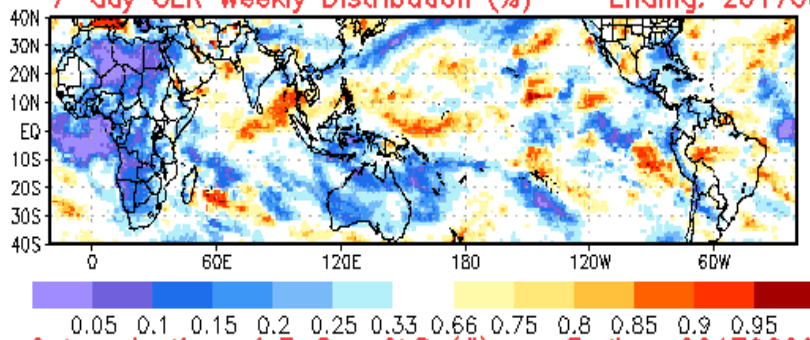 day OLR Weekly Distribution (%) Ending: 
40N
30N
20N
10N
EQ
10S
20S
30S
40S
0 60E 120E 180 120W 60W
0.05 0.1 0.15 0.2 0.25 0.33 0.66 0.75 0.8 0.85 0.9 0.95